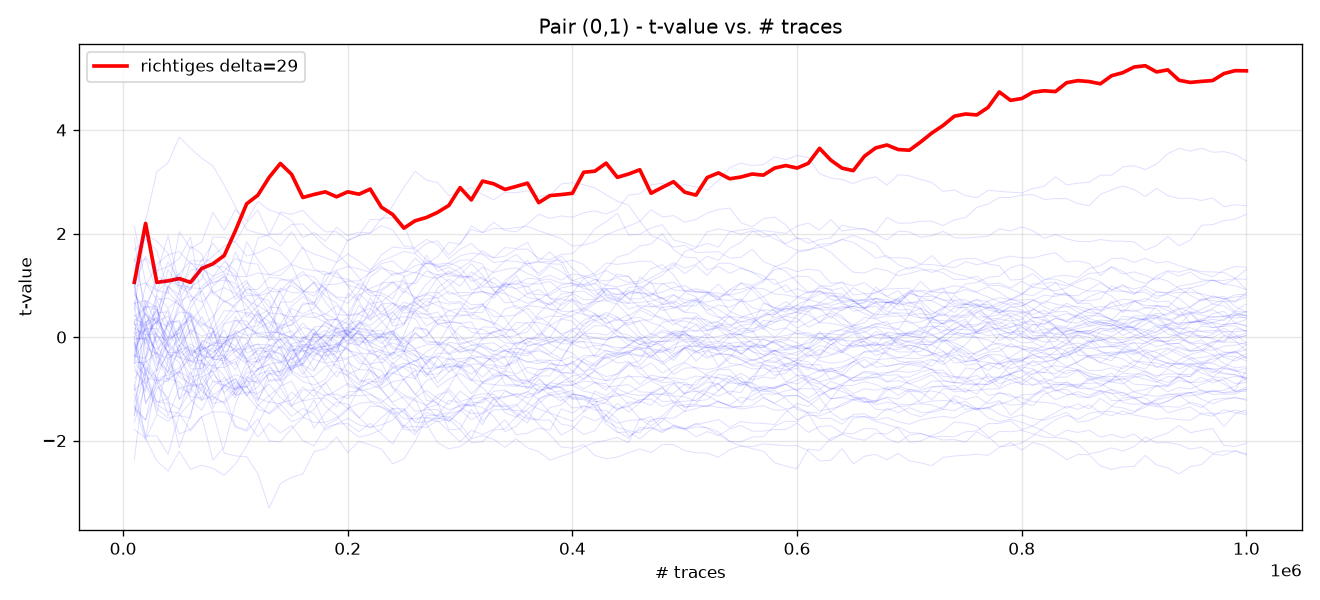 Pair (0,1) - t-value vs. # traces
richtiges delta=29
t-value
4
2
0
−2
0.0 0.2 0.4 0.6 0.8 1.0
1e6
# traces